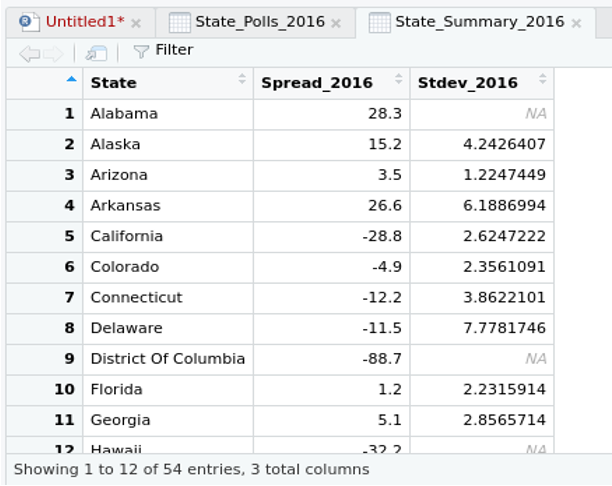 Untitled1* State_Polls_2016 State_Summary_2016
Filter
State Spread_2016 Stdev_2016
1 Alabama 28.3 NA
2 Alaska 15.2 4.2426407
3 Arizona 3.5 1.2247449
4 Arkansas 26.6 6.1886994
5 California -28.8 2.6247222
6 Colorado -4.9 2.3561091
7 Connecticut -12.2 3.8622101
8 Delaware -11.5 7.7781746
9 District Of Columbia -88.7 NA
10 Florida 1.2 2.2315914
11 Georgia 5.1 2.8565714
12 Hawaii -32.2 NA
Showing 1 to 12 of 54 entries, 3 total columns